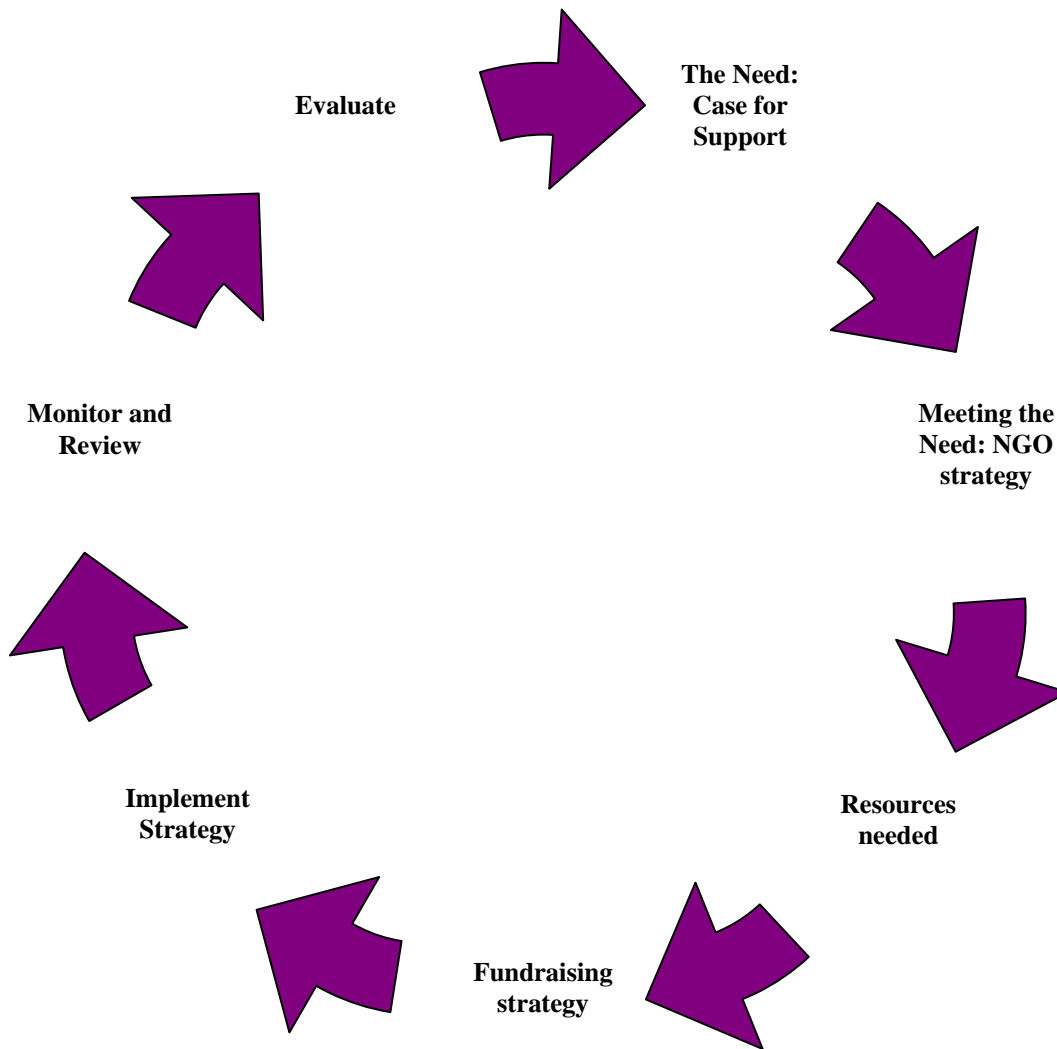 Evaluate
The Need:
Case for
Support
Meeting the
Need: NGO
strategy
Resources
needed
Fundraising
strategy
Implement
Strategy
Monitor and
Review